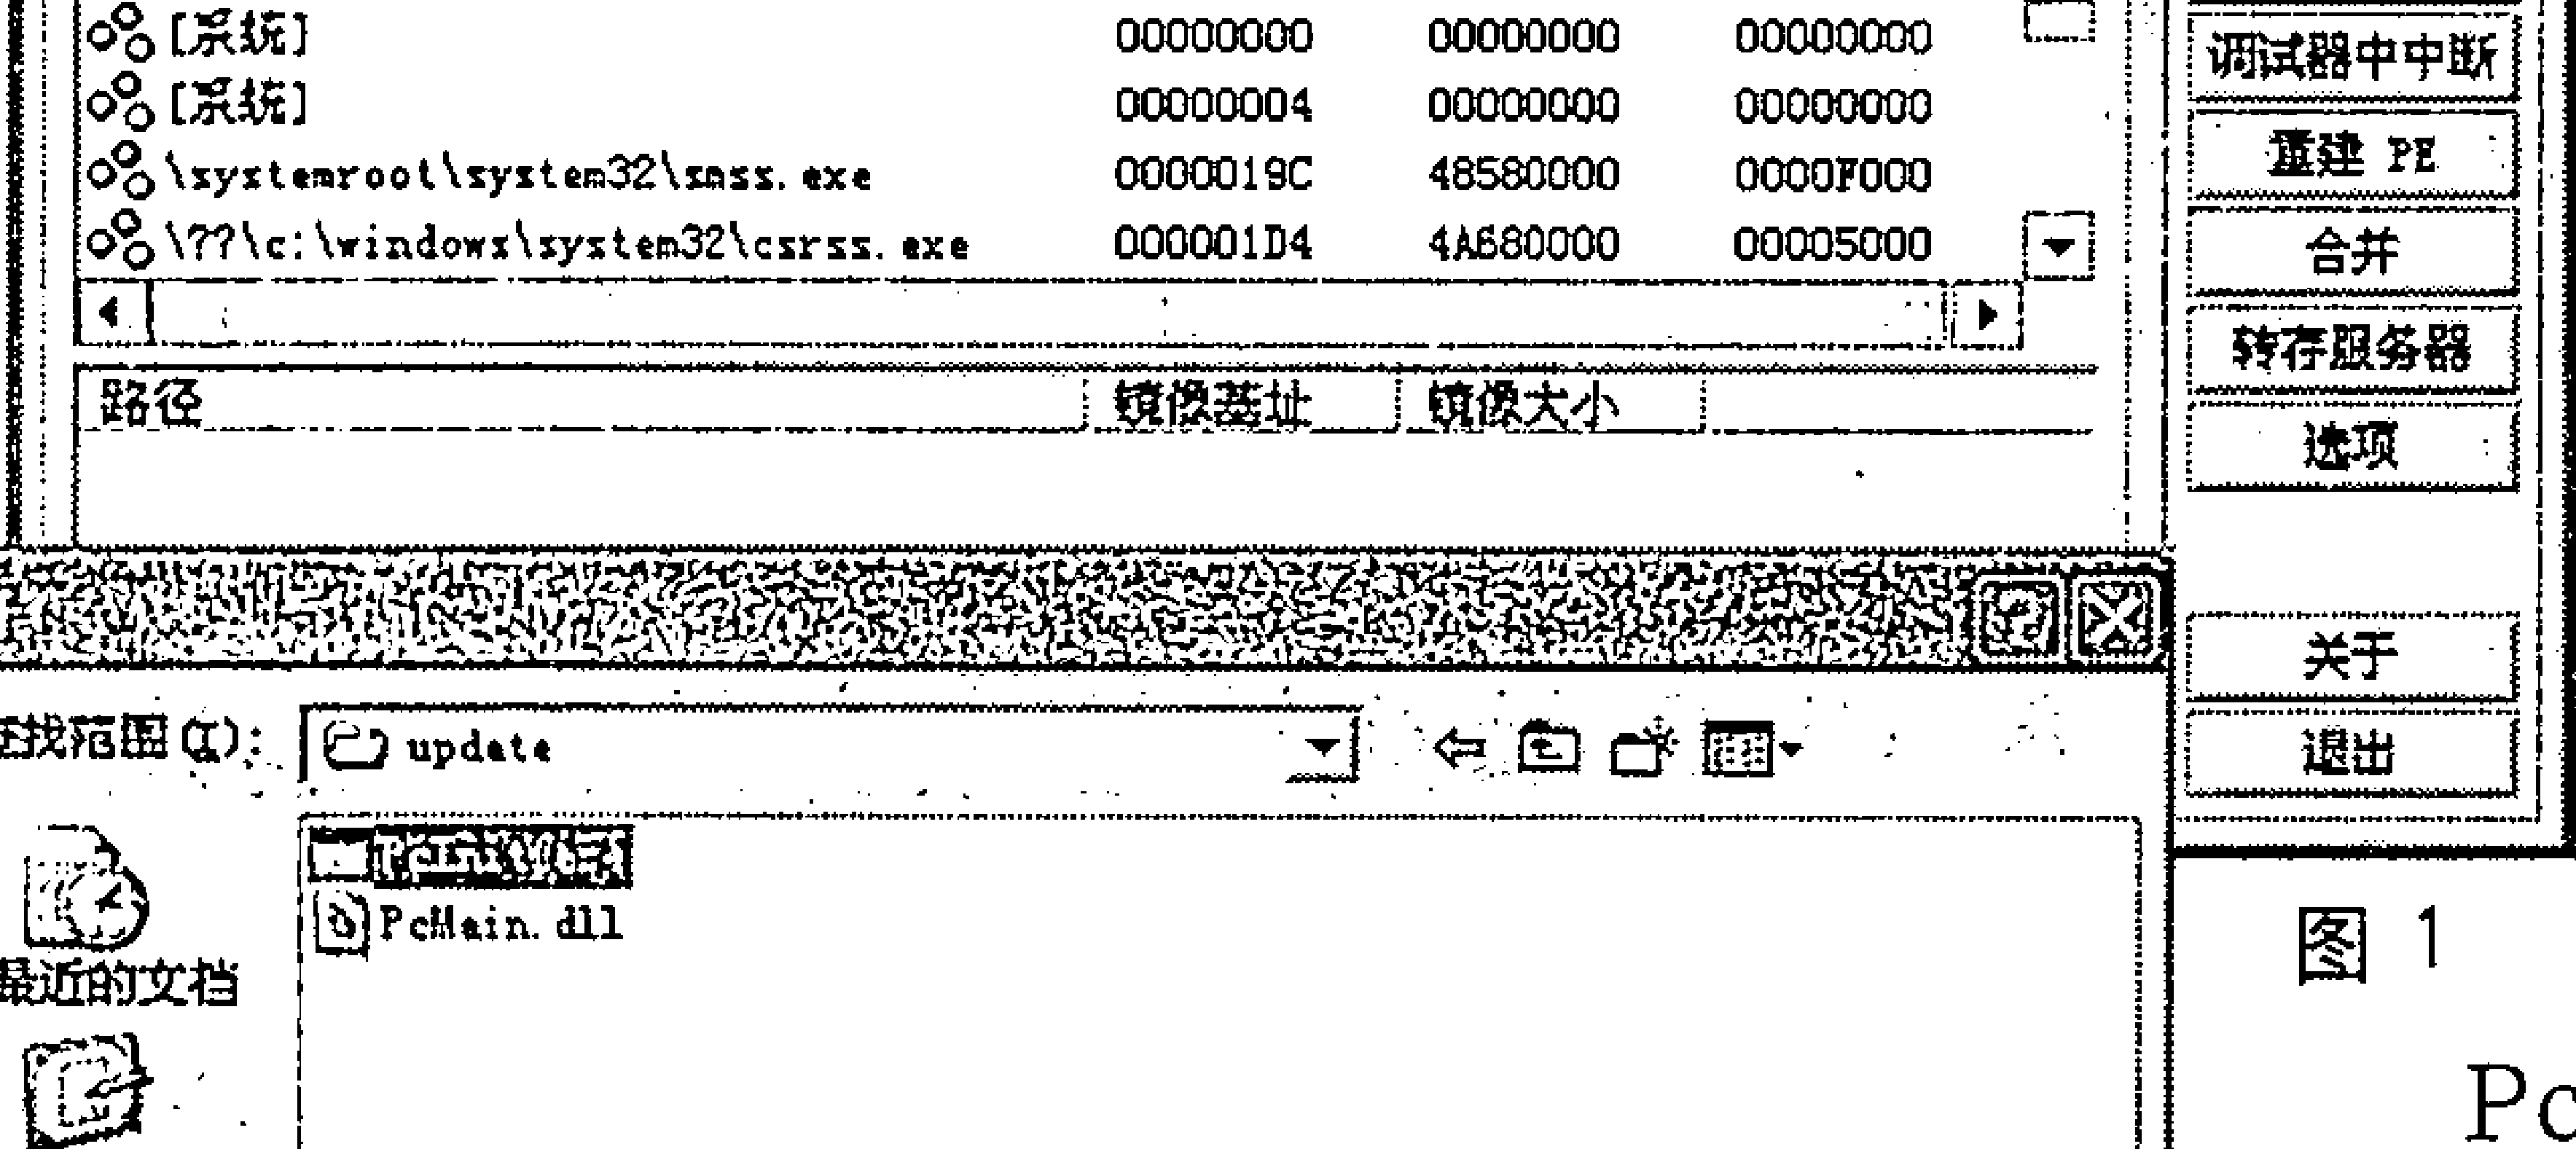 [系统] 00000000 00000000 00000000
[系统] 00000004 00000000 00000000
\systemroot\system32\smss.exe 0000019C 48580000 0000F000
\??\c:\windows\system32\csrss.exe 000001D4 4A680000 00005000
路径 镜像基址 镜像大小
调试器中中断
重建 PE
合并
转存服务器
选项
关于
退出
找范围(I): update
PcMain.dll
最近的文档
图 1
Pc